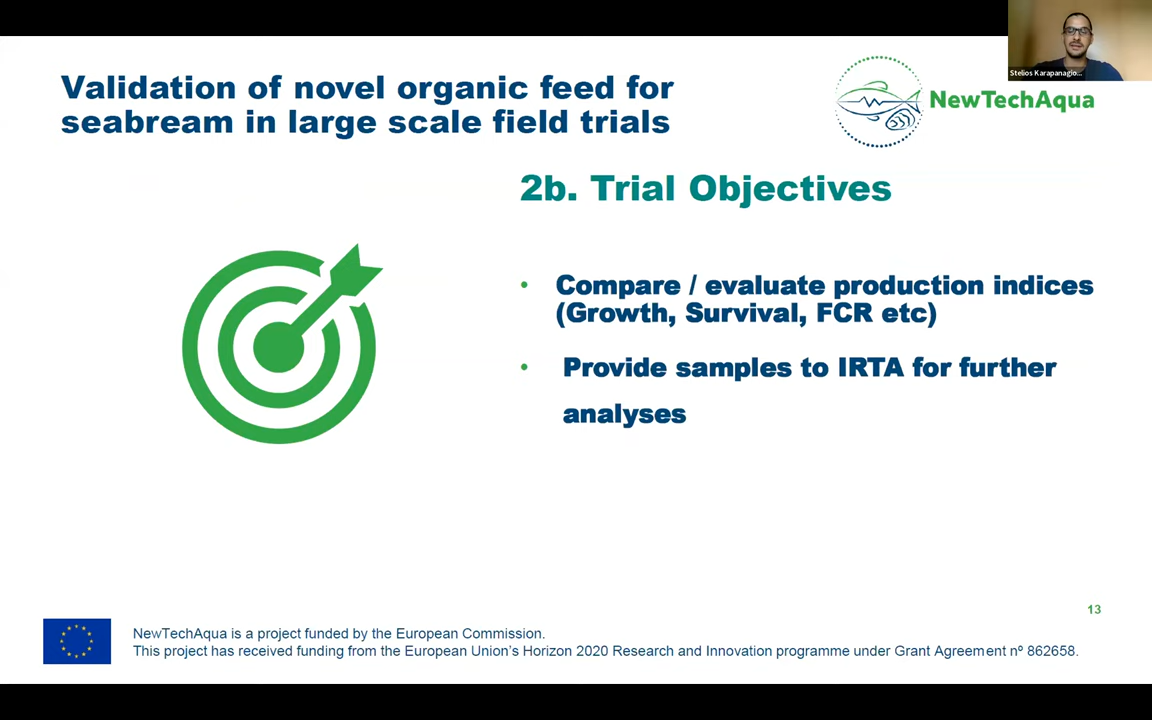 Stelios Karapanagio...
Validation of novel organic feed for
seabream in large scale field trials
NewTechAqua
2b. Trial Objectives
• Compare / evaluate production indices
(Growth, Survival, FCR etc)
• Provide samples to IRTA for further
analyses
13
NewTechAqua is a project funded by the European Commission.
This project has received funding from the European Union's Horizon 2020 Research and Innovation programme under Grant Agreement nº 862658.